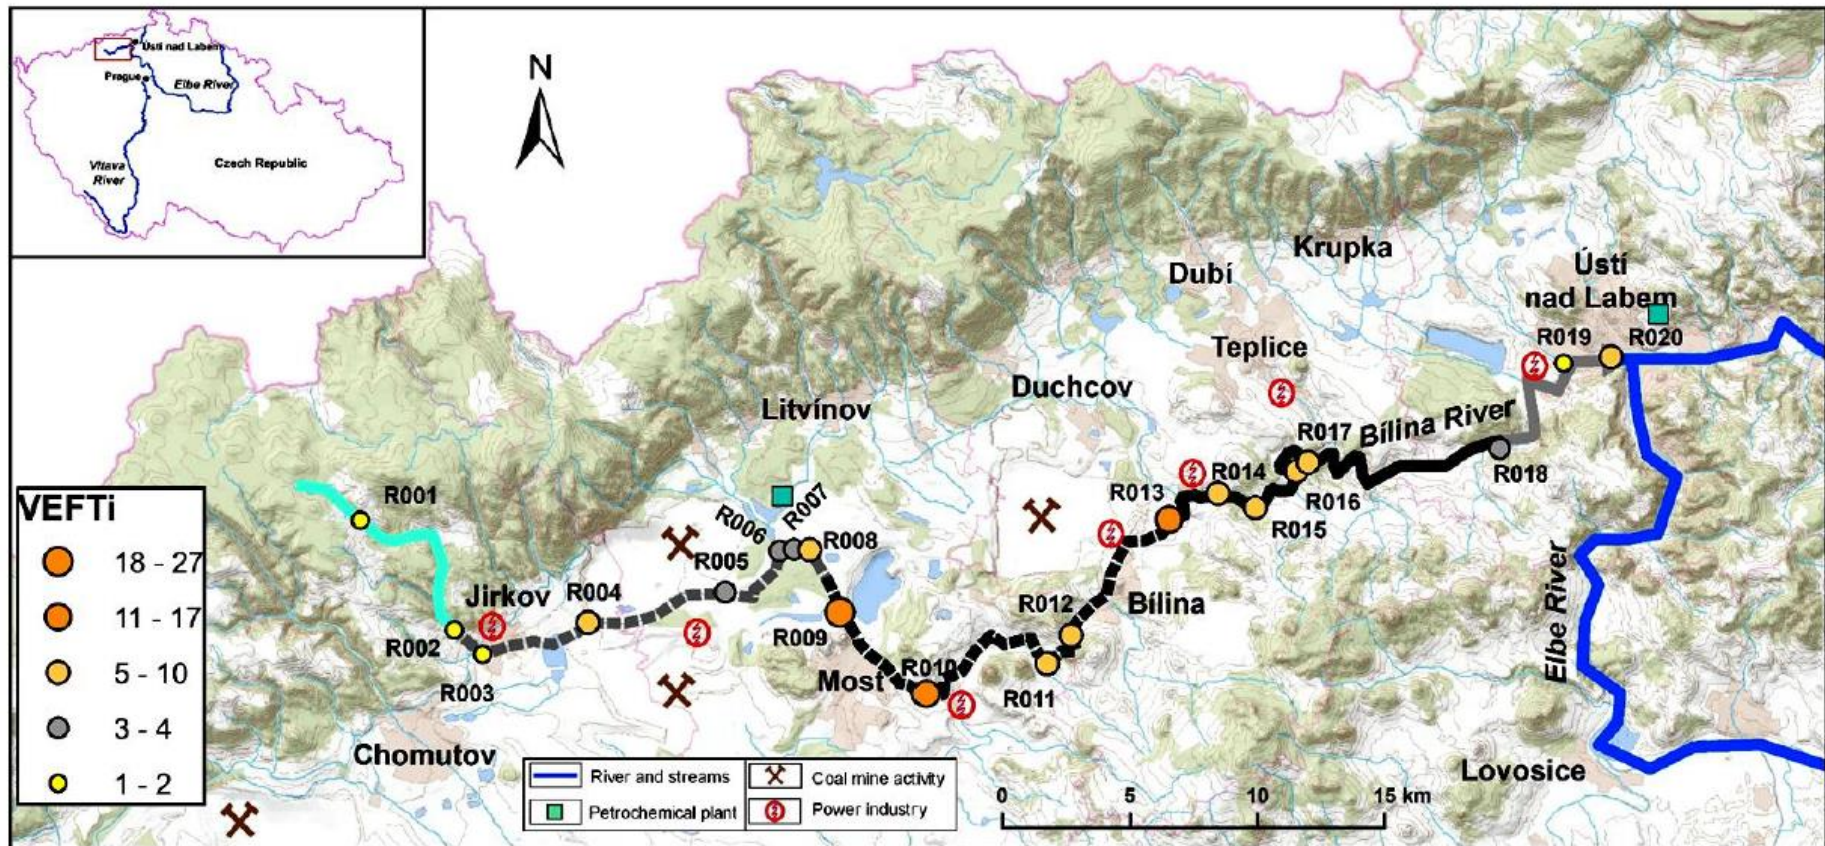 Ústí nad Labem
Prague
Elbe River
Vltava
River
Czech Republic
N
Krupka
Dubí
Ústí
nad Labem
R019
R020
Teplice
Duchcov
Litvínov
Bílina River
R017
R018
R016
R015
R014
R013
R001
R006
R007
R008
R005
R004
Jirkov
R002
R003
R009
Most
R010
R011
R012
Bílina
Elbe River
Chomutov
Lovosice
VEFTi
18 - 27
11 - 17
5 - 10
3 - 4
1 - 2
River and streams
Coal mine activity
Petrochemical plant
Power industry
0 5 10 15 km